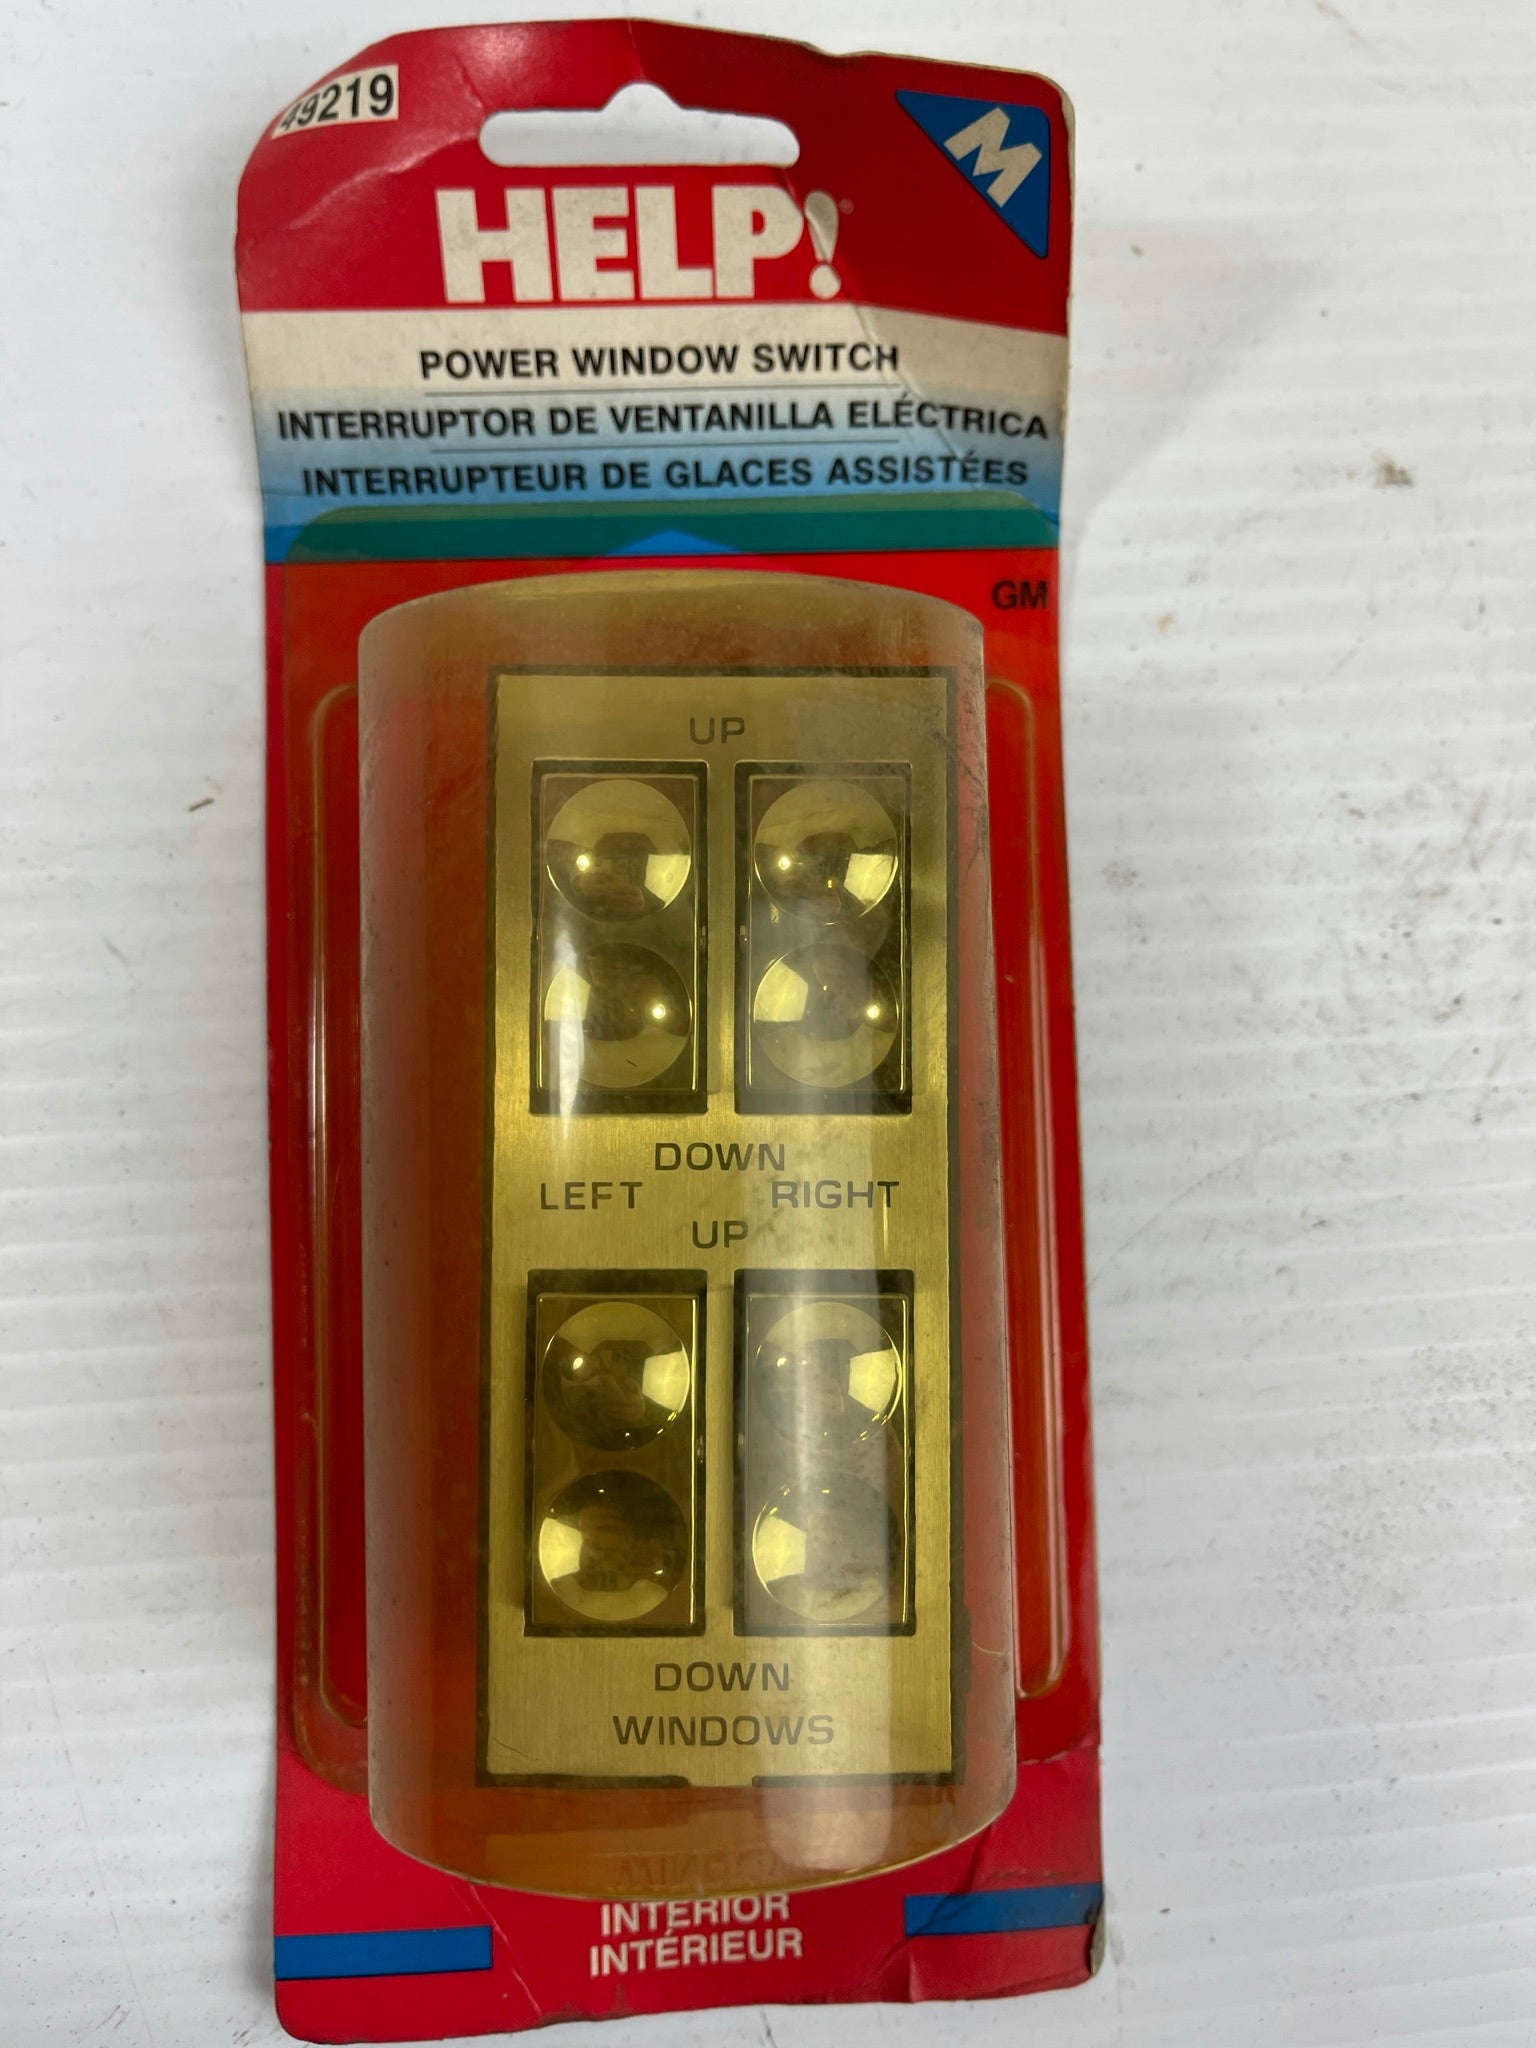 49219
M
HELP!®
POWER WINDOW SWITCH
INTERRUPTOR DE VENTANILLA ELÉCTRICA
INTERRUPTEUR DE GLACES ASSISTÉES
GM
UP
DOWN
LEFT RIGHT
UP
DOWN
WINDOWS
INTERIOR
INTÉRIEUR